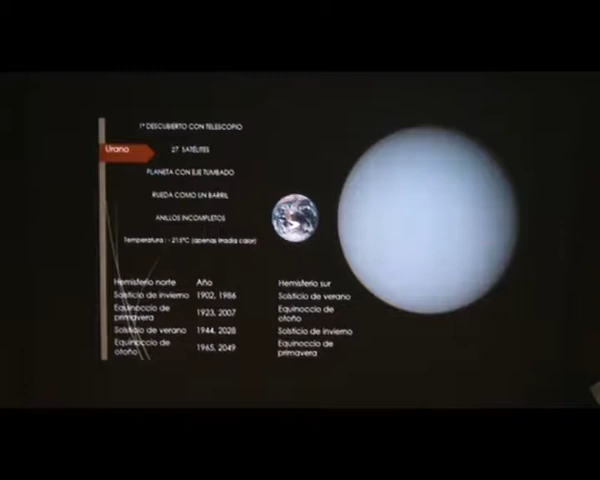 1º DESCUBIERTO CON TELESCOPIO
Urano
27 SATÉLITES
PLANETA CON EJE TUMBADO
RUEDA COMO UN BARRIL
ANILLOS INCOMPLETOS
Temperatura : - 215ºC (apenas irradia calor)
Hemisferio norte Año Hemisferio sur
Solsticio de invierno 1902, 1986 Solsticio de verano
Equinoccio de primavera 1923, 2007 Equinoccio de otoño
Solsticio de verano 1944, 2028 Solsticio de invierno
Equinoccio de otoño 1965, 2049 Equinoccio de primavera